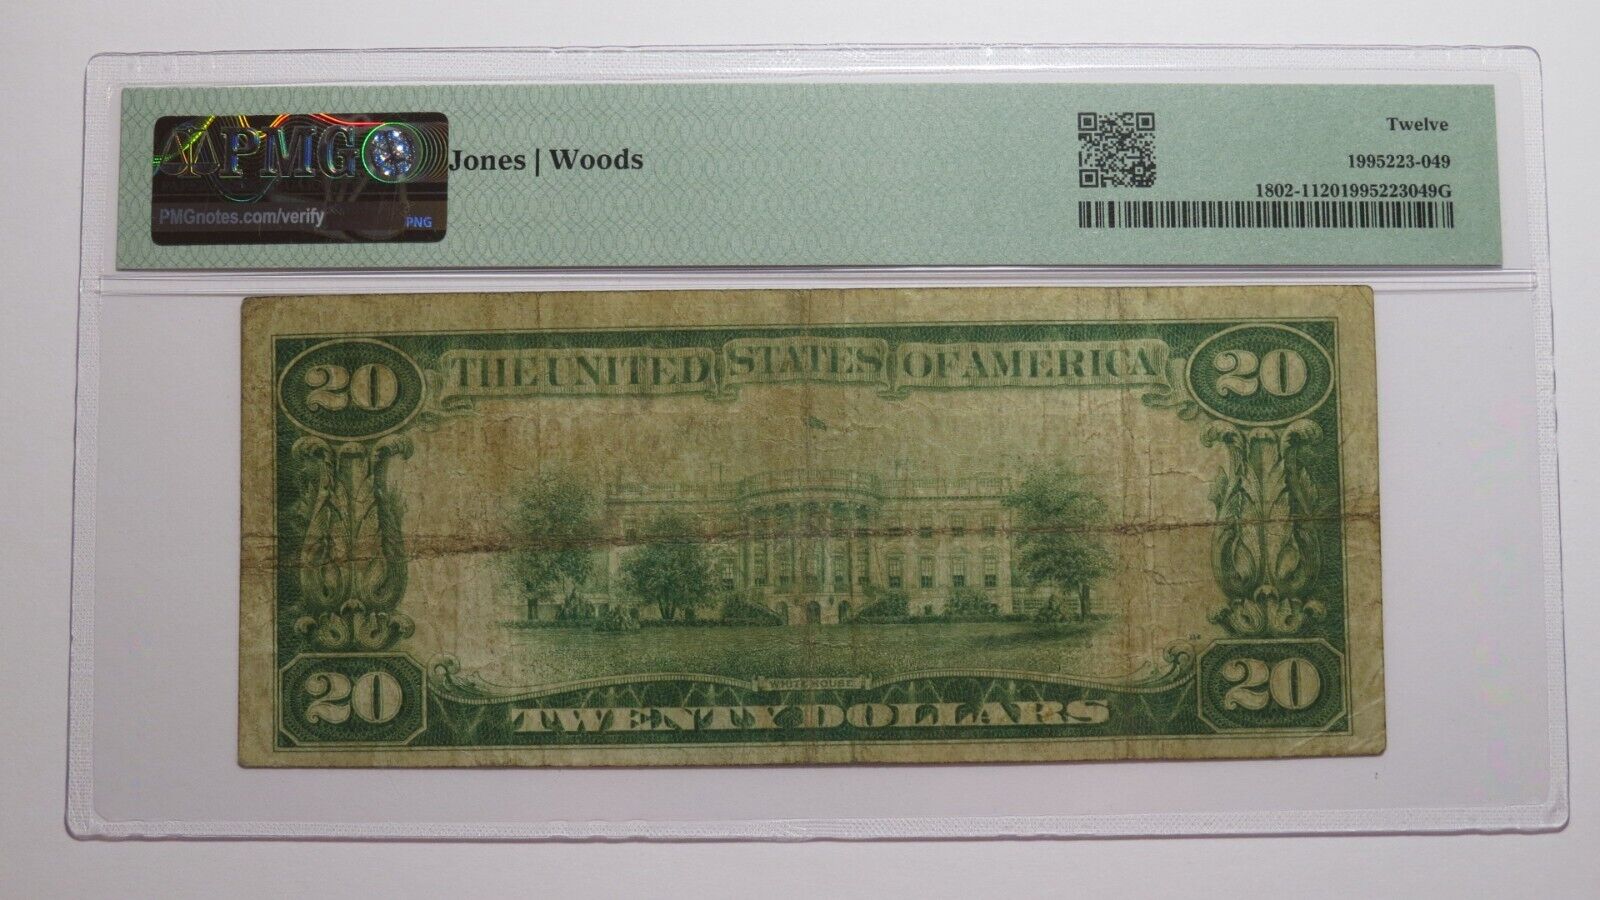 PMG
PMGnotes.com/verify
PNG
Jones | Woods
Twelve
1995223-049
1802-11201995223049G
20 THE UNITED STATES OF AMERICA 20
WHITE HOUSE
20 TWENTY DOLLARS 20